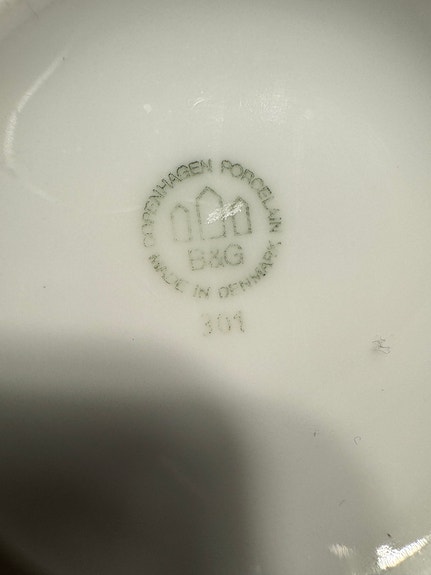 COPENHAGEN PORCELAIN
B&G
MADE IN DENMARK
301